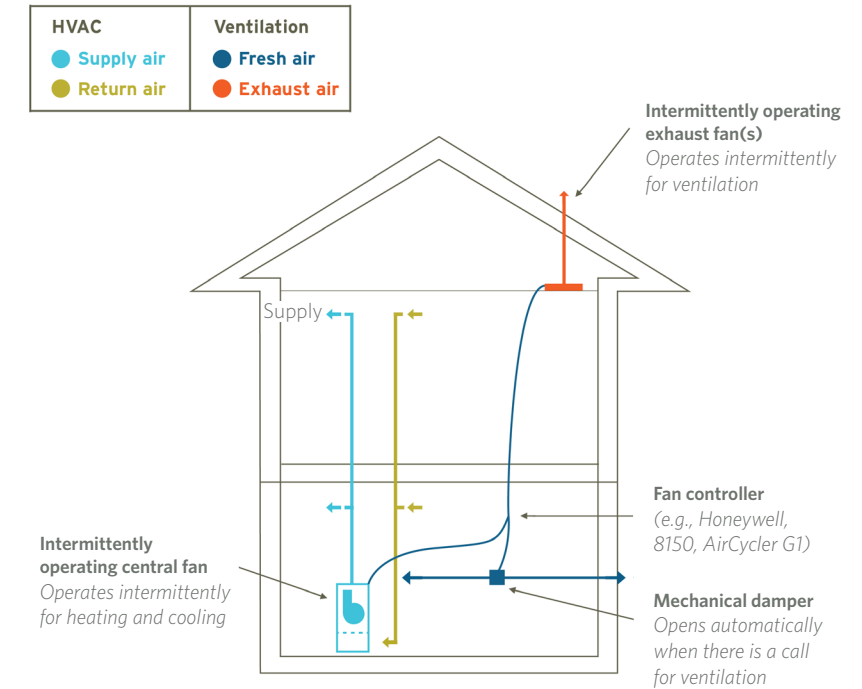 HVAC
Supply air
Return air
Ventilation
Fresh air
Exhaust air
Intermittently operating
exhaust fan(s)
Operates intermittently
for ventilation
Supply
Fan controller
(e.g., Honeywell,
8150, AirCycler G1)
Intermittently
operating central fan
Operates intermittently
for heating and cooling
Mechanical damper
Opens automatically
when there is a call
for ventilation